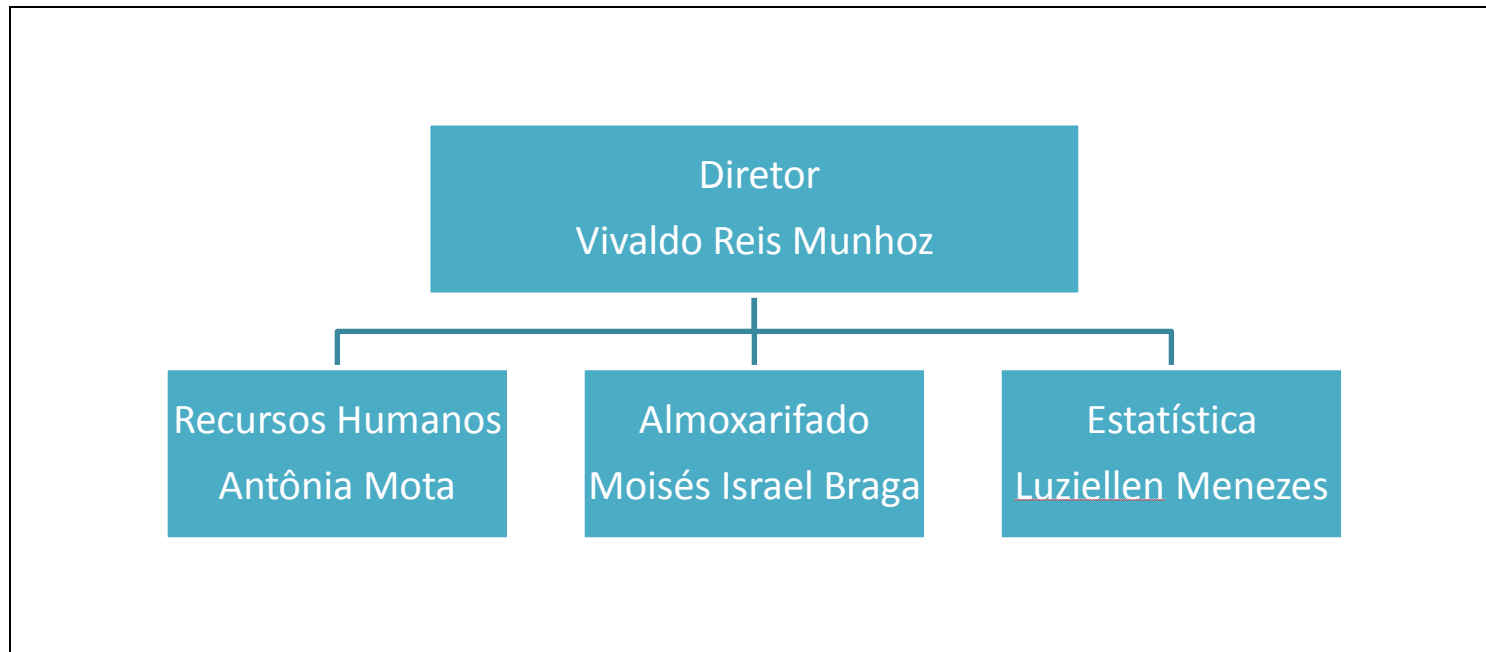 Diretor
Vivaldo Reis Munhoz
Recursos Humanos
Antônia Mota
Almoxarifado
Moisés Israel Braga
Estatística
Luziellen Menezes